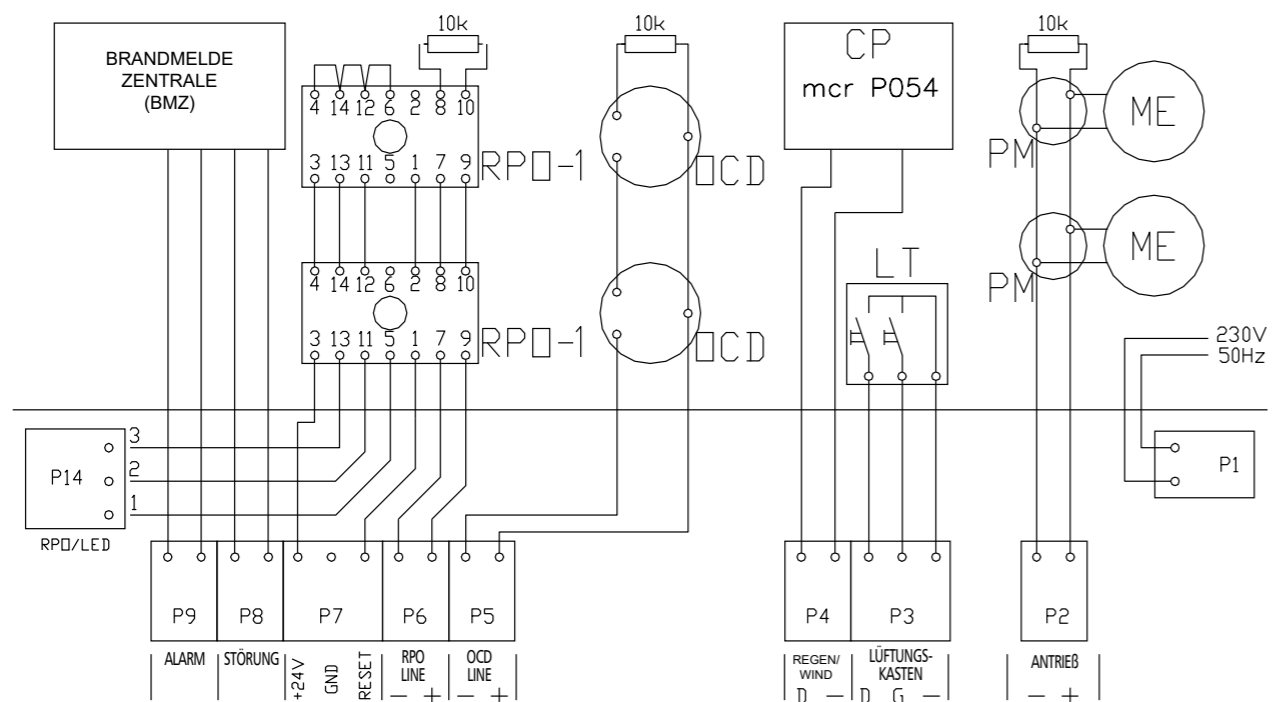 10k
10k
10k
BRANDMELDE
ZENTRALE
(BMZ)
CP
mcr P054
4 14 12 6 2 8 10
3 13 11 5 1 7 9
RPO-1
OCD
PM
ME
4 14 12 6 2 8 10
3 13 11 5 1 7 9
RPO-1
OCD
LT
PM
ME
230V
50Hz
P14
3
2
1
RPO/LED
P1
P9
P8
P7
P6
P5
P4
P3
P2
ALARM
STÖRUNG
+24V
GND
RESET
RPO
LINE
- +
OCD
LINE
- +
REGEN/
WIND
D -
LÜFTUNGS-
KASTEN
D G -
ANTRIEß
- +